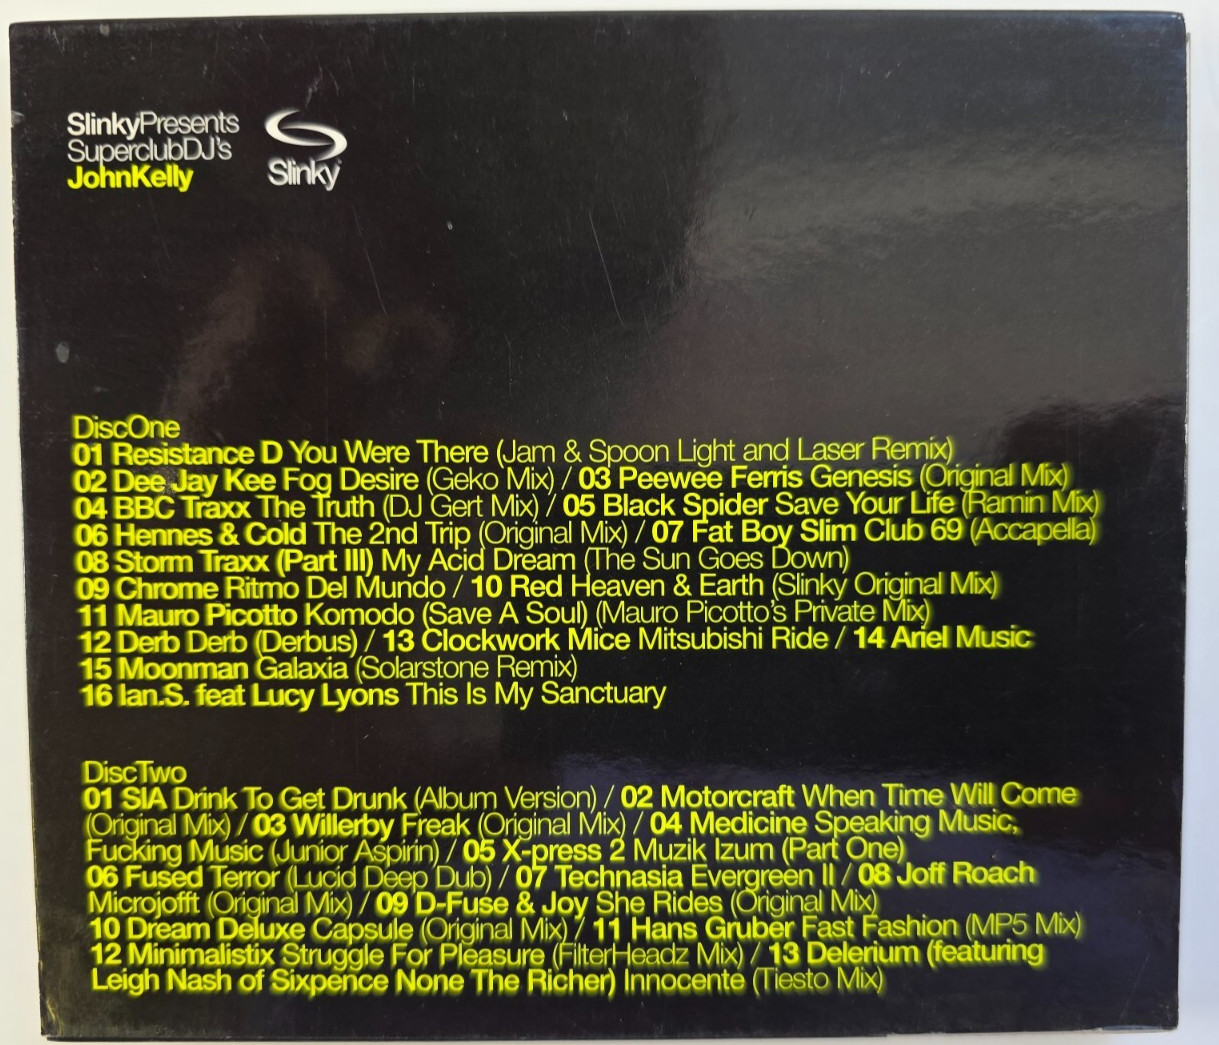 SlinkyPresents
SuperclubDJ's
JohnKelly
Slinky
DiscOne
01 Resistance D You Were There (Jam & Spoon Light and Laser Remix)
02 Dee Jay Kee Fog Desire (Geko Mix) / 03 Peewee Ferris Genesis (Original Mix)
04 BBC Traxx The Truth (DJ Gert Mix) / 05 Black Spider Save Your Life (Ramin Mix)
06 Hennes & Cold The 2nd Trip (Original Mix) / 07 Fat Boy Slim Club 69 (Accapella)
08 Storm Traxx (Part III) My Acid Dream (The Sun Goes Down)
09 Chrome Ritmo Del Mundo / 10 Red Heaven & Earth (Slinky Original Mix)
11 Mauro Picotto Komodo (Save A Soul) (Mauro Picotto's Private Mix)
12 Derb Derb (Derbus) / 13 Clockwork Mice Mitsubishi Ride / 14 Ariel Music
15 Moonman Galaxia (Solarstone Remix)
16 Ian.S. feat Lucy Lyons This Is My Sanctuary
DiscTwo
01 SIA Drink To Get Drunk (Album Version) / 02 Motorcraft When Time Will Come
(Original Mix) / 03 Willerby Freak (Original Mix) / 04 Medicine Speaking Music,
Fucking Music (Junior Aspirin) / 05 X-press 2 Muzik Izum (Part One)
06 Fused Terror (Lucid Deep Dub) / 07 Technasia Evergreen II / 08 Joff Roach
Microjofft (Original Mix) / 09 D-Fuse & Joy She Rides (Original Mix)
10 Dream Deluxe Capsule (Original Mix) / 11 Hans Gruber Fast Fashion (MP5 Mix)
12 Minimalistix Struggle For Pleasure (FilterHeadz Mix) / 13 Delerium (featuring
Leigh Nash of Sixpence None The Richer) Innocente (Tiesto Mix)